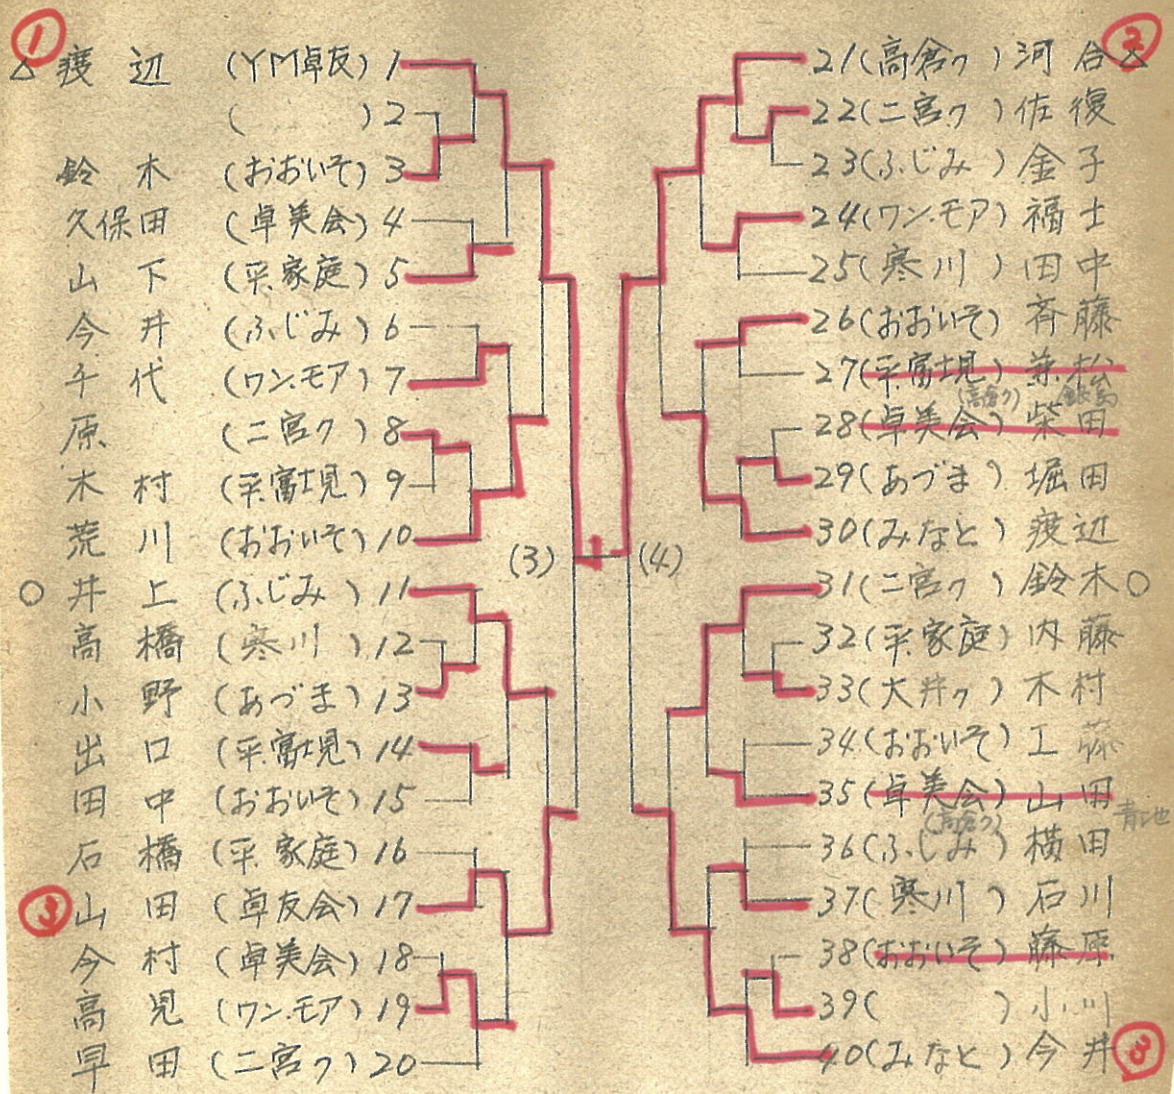 ①
△ 渡辺 (YM卓友) 1
( ) 2
鈴木 (おおいそ) 3
久保田 (卓美会) 4
山下 (平.家庭) 5
今井 (ふじみ) 6
千代 (ワン.モア) 7
原 (二宮ク) 8
木村 (平.富士見) 9
荒川 (おおいそ) 10
○ 井上 (ふじみ) 11
高橋 (寒川) 12
小野 (あづま) 13
出口 (平.富士見) 14
田中 (おおいそ) 15
石橋 (平.家庭) 16
③ 山田 (卓友会) 17
今村 (卓美会) 18
高見 (ワン.モア) 19
早田 (二宮ク) 20
(3) (4)
②
21 (高倉ク) 河合 △
22 (二宮ク) 佐復
23 (ふじみ) 金子
24 (ワン.モア) 福士
25 (寒川) 田中
26 (おおいそ) 斉藤
27 (平.富士見) 兼松
(高倉ク)
28 (卓美会) 柴田
29 (あづま) 堀田
30 (みなと) 渡辺
31 (二宮ク) 鈴木 ○
32 (平.家庭) 内藤
33 (大井ク) 木村
34 (おおいそ) 工藤
35 (卓美会) 山田
(高倉ク) 青地
36 (ふじみ) 横田
37 (寒川) 石川
38 (おおいそ) 藤原
39 ( ) 小川
40 (みなと) 今井 ③